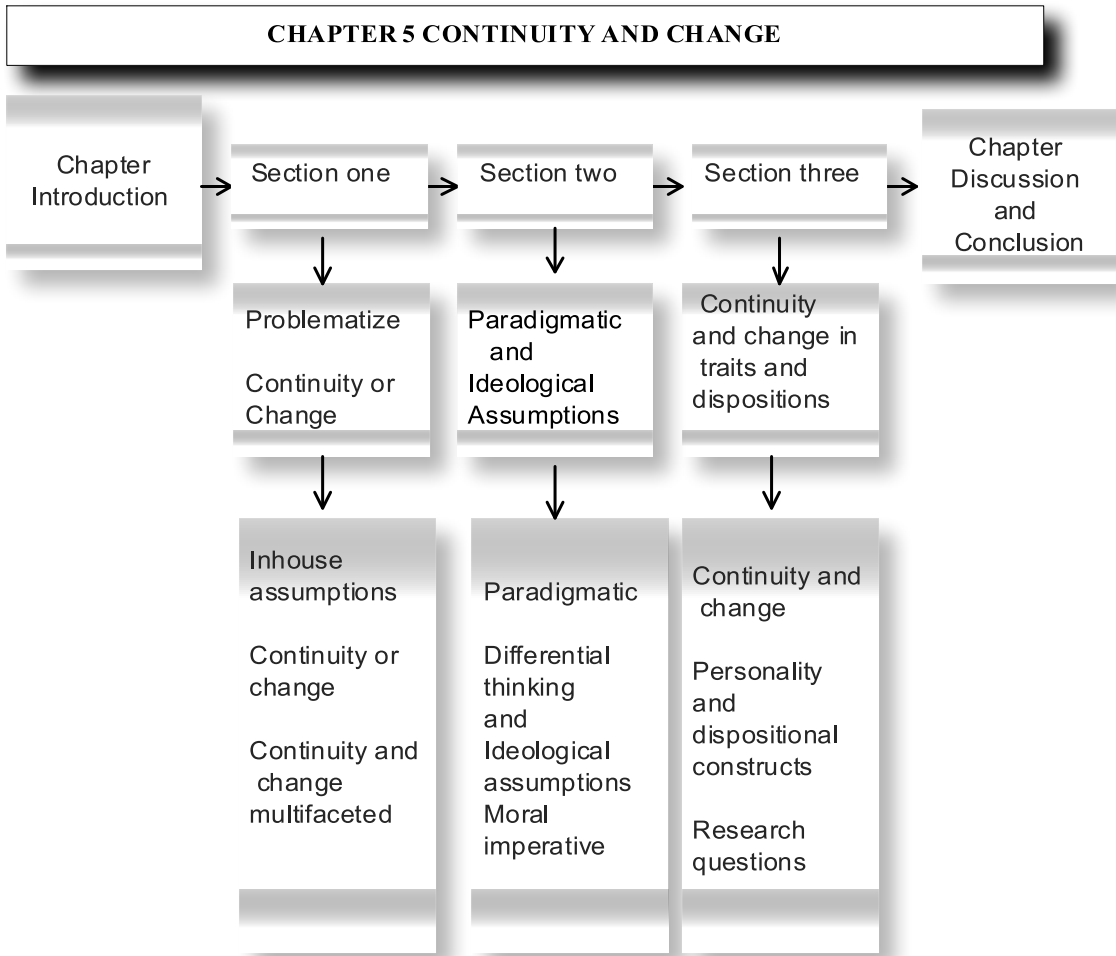 CHAPTER 5 CONTINUITY AND CHANGE
Chapter
Introduction
Section one
Section two
Section three
Chapter
Discussion
and
Conclusion
Problematize
Continuity or
Change
Paradigmatic
and
Ideological
Assumptions
Continuity
and change in
traits and
dispositions
Inhouse
assumptions
Continuity or
change
Continuity and
change
multifaceted
Paradigmatic
Differential
thinking
and
Ideological
assumptions
Moral
imperative
Continuity and
change
Personality
and
dispositional
constructs
Research
questions